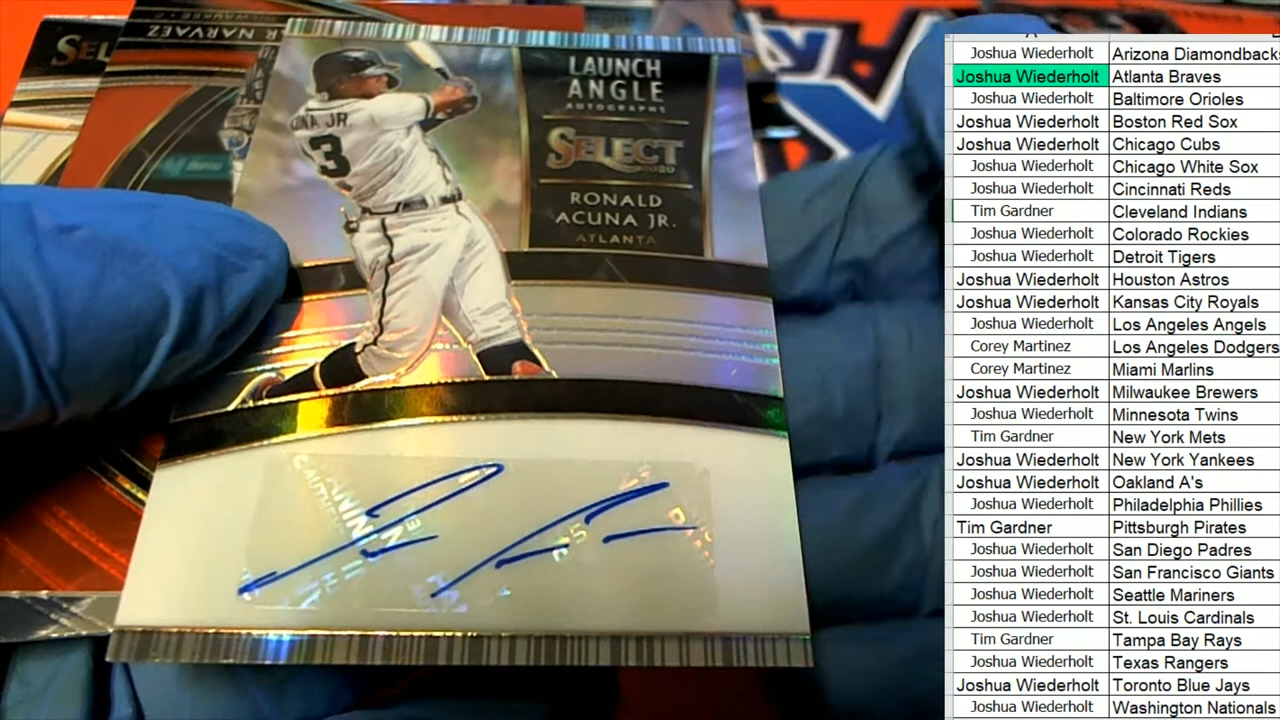 SEL
R NARVAEZ
LAUNCH
ANGLE
AUTOGRAPHS
SELECT
2020
RONALD
ACUNA JR.
ATLANTA
UNA JR.
3
Joshua Wiederholt Arizona Diamondbacks
Joshua Wiederholt Atlanta Braves
Joshua Wiederholt Baltimore Orioles
Joshua Wiederholt Boston Red Sox
Joshua Wiederholt Chicago Cubs
Joshua Wiederholt Chicago White Sox
Joshua Wiederholt Cincinnati Reds
Tim Gardner Cleveland Indians
Joshua Wiederholt Colorado Rockies
Joshua Wiederholt Detroit Tigers
Joshua Wiederholt Houston Astros
Joshua Wiederholt Kansas City Royals
Joshua Wiederholt Los Angeles Angels
Corey Martinez Los Angeles Dodgers
Corey Martinez Miami Marlins
Joshua Wiederholt Milwaukee Brewers
Joshua Wiederholt Minnesota Twins
Tim Gardner New York Mets
Joshua Wiederholt New York Yankees
Joshua Wiederholt Oakland A's
Joshua Wiederholt Philadelphia Phillies
Tim Gardner Pittsburgh Pirates
Joshua Wiederholt San Diego Padres
Joshua Wiederholt San Francisco Giants
Joshua Wiederholt Seattle Mariners
Joshua Wiederholt St. Louis Cardinals
Tim Gardner Tampa Bay Rays
Joshua Wiederholt Texas Rangers
Joshua Wiederholt Toronto Blue Jays
Joshua Wiederholt Washington Nationals